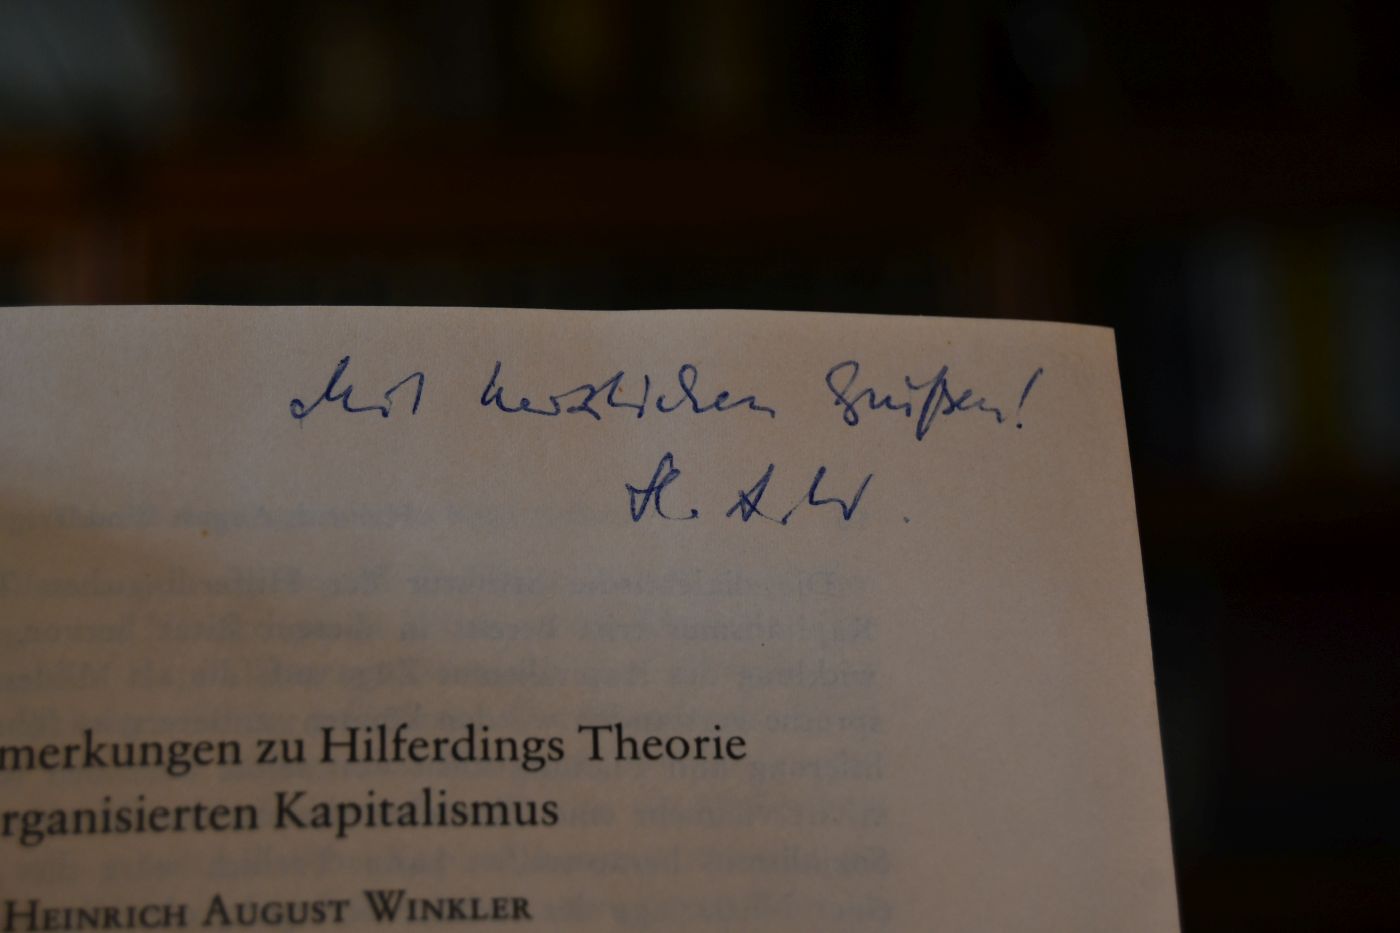 Mit herzlichen Grüßen!
merkungen zu Hilferdings Theorie
rganisierten Kapitalismus
HEINRICH AUGUST WINKLER